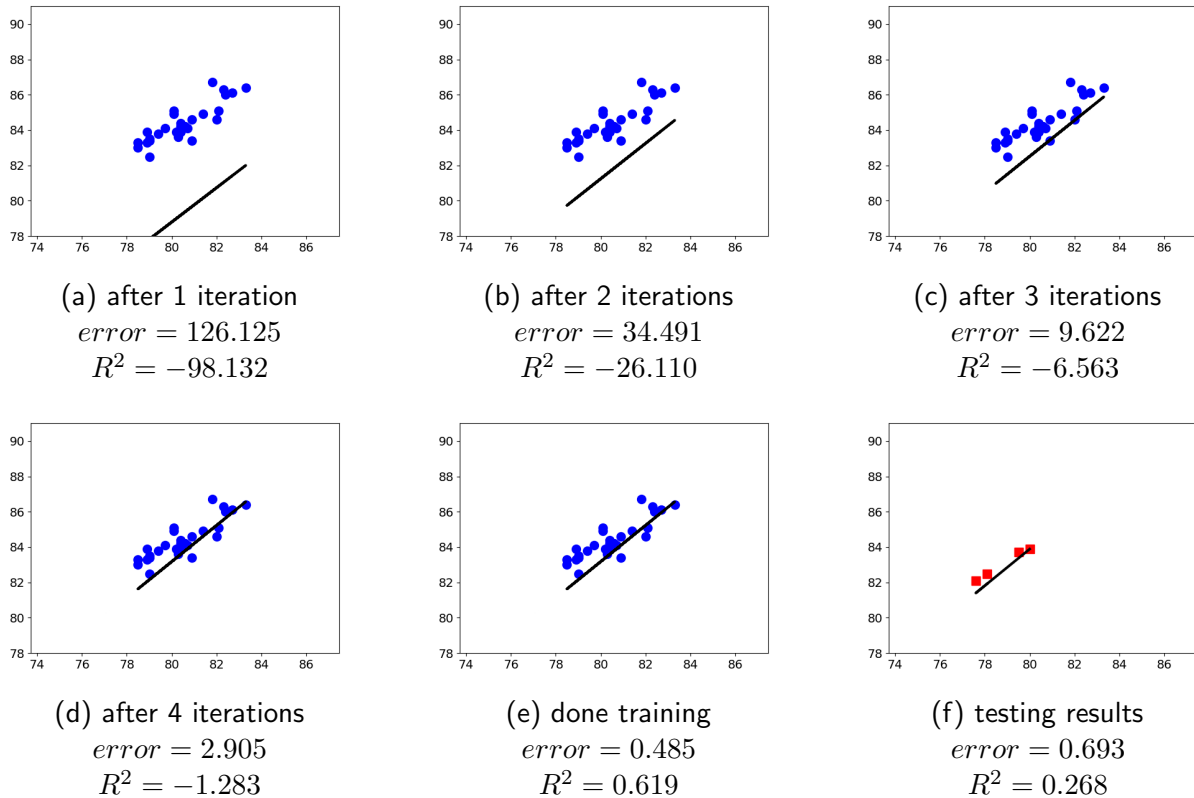 90
88
86
84
82
80
78
74 76 78 80 82 84 86
90
88
86
84
82
80
78
74 76 78 80 82 84 86
90
88
86
84
82
80
78
74 76 78 80 82 84 86
(a) after 1 iteration
error = 126.125
R² = −98.132
(b) after 2 iterations
error = 34.491
R² = −26.110
(c) after 3 iterations
error = 9.622
R² = −6.563
90
88
86
84
82
80
78
74 76 78 80 82 84 86
90
88
86
84
82
80
78
74 76 78 80 82 84 86
90
88
86
84
82
80
78
74 76 78 80 82 84 86
(d) after 4 iterations
error = 2.905
R² = −1.283
(e) done training
error = 0.485
R² = 0.619
(f) testing results
error = 0.693
R² = 0.268